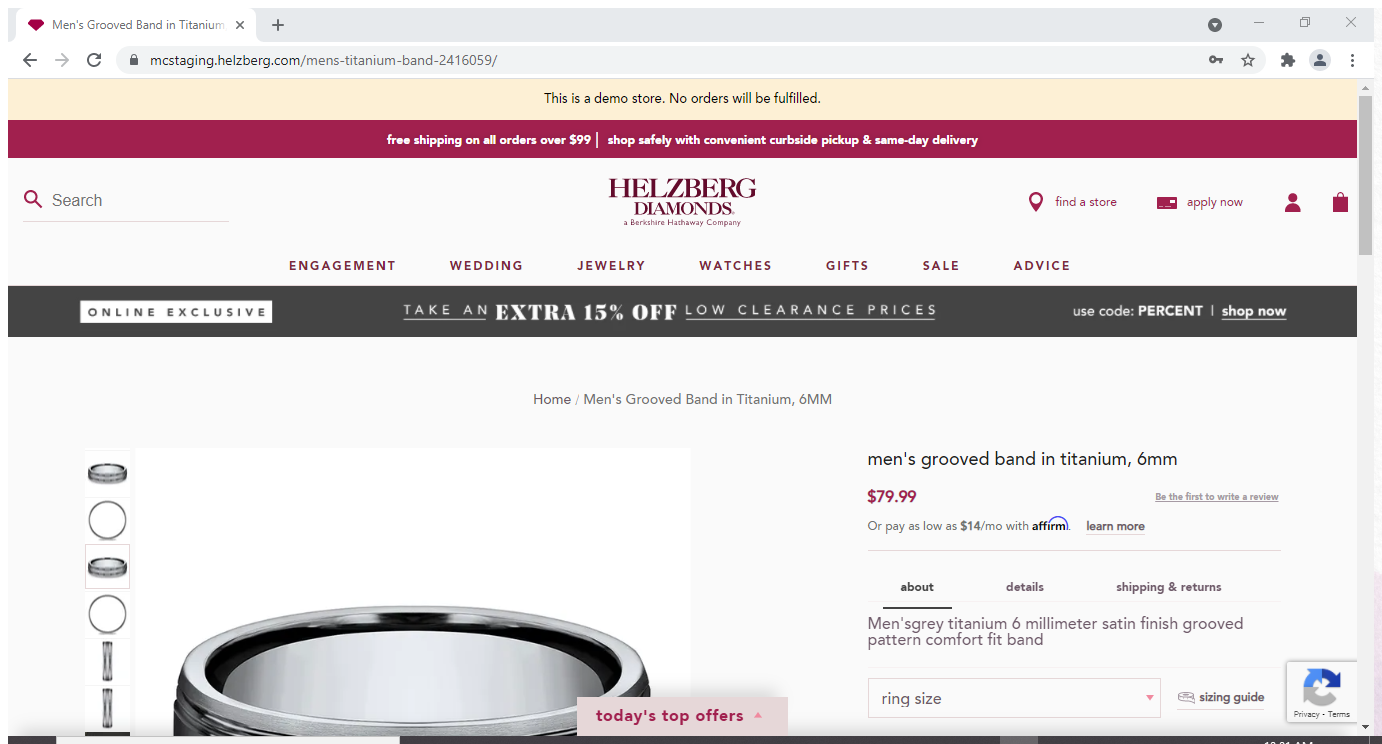 Men's Grooved Band in Titanium
mcstaging.helzberg.com/mens-titanium-band-2416059/
This is a demo store. No orders will be fulfilled.
free shipping on all orders over $99 | shop safely with convenient curbside pickup & same-day delivery
Search
HELZBERG
DIAMONDS®
a Berkshire Hathaway Company
find a store
apply now
ENGAGEMENT WEDDING JEWELRY WATCHES GIFTS SALE ADVICE
ONLINE EXCLUSIVE TAKE AN EXTRA 15% OFF LOW CLEARANCE PRICES use code: PERCENT | shop now
Home / Men's Grooved Band in Titanium, 6MM
men's grooved band in titanium, 6mm
$79.99 Be the first to write a review
Or pay as low as $14/mo with affirm. learn more
about details shipping & returns
Men'sgrey titanium 6 millimeter satin finish grooved
pattern comfort fit band
ring size sizing guide
Privacy - Terms
today's top offers